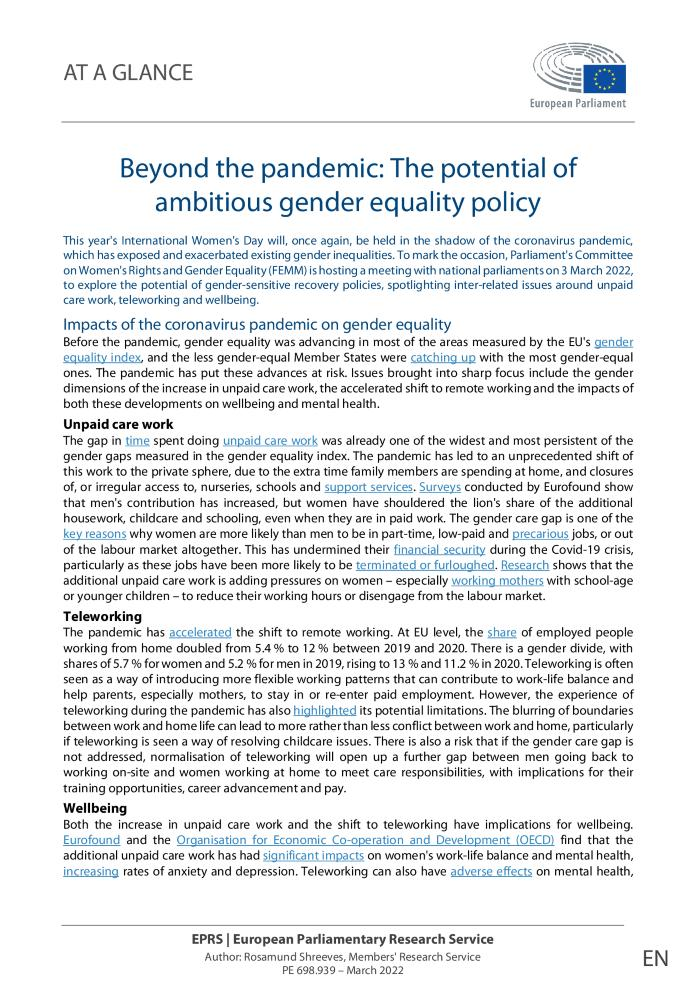 AT A GLANCE
European Parliament
Beyond the pandemic: The potential of
ambitious gender equality policy
This year's International Women's Day will, once again, be held in the shadow of the coronavirus pandemic,
which has exposed and exacerbated existing gender inequalities. To mark the occasion, Parliament's Committee
on Women's Rights and Gender Equality (FEMM) is hosting a meeting with national parliaments on 3 March 2022,
to explore the potential of gender-sensitive recovery policies, spotlighting inter-related issues around unpaid
care work, teleworking and wellbeing.
Impacts of the coronavirus pandemic on gender equality
Before the pandemic, gender equality was advancing in most of the areas measured by the EU's gender
equality index, and the less gender-equal Member States were catching up with the most gender-equal
ones. The pandemic has put these advances at risk. Issues brought into sharp focus include the gender
dimensions of the increase in unpaid care work, the accelerated shift to remote working and the impacts of
both these developments on wellbeing and mental health.
Unpaid care work
The gap in time spent doing unpaid care work was already one of the widest and most persistent of the
gender gaps measured in the gender equality index. The pandemic has led to an unprecedented shift of
this work to the private sphere, due to the extra time family members are spending at home, and closures
of, or irregular access to, nurseries, schools and support services. Surveys conducted by Eurofound show
that men's contribution has increased, but women have shouldered the lion's share of the additional
housework, childcare and schooling, even when they are in paid work. The gender care gap is one of the
key reasons why women are more likely than men to be in part-time, low-paid and precarious jobs, or out
of the labour market altogether. This has undermined their financial security during the Covid-19 crisis,
particularly as these jobs have been more likely to be terminated or furloughed. Research shows that the
additional unpaid care work is adding pressures on women – especially working mothers with school-age
or younger children – to reduce their working hours or disengage from the labour market.
Teleworking
The pandemic has accelerated the shift to remote working. At EU level, the share of employed people
working from home doubled from 5.4 % to 12 % between 2019 and 2020. There is a gender divide, with
shares of 5.7 % for women and 5.2 % for men in 2019, rising to 13 % and 11.2 % in 2020. Teleworking is often
seen as a way of introducing more flexible working patterns that can contribute to work-life balance and
help parents, especially mothers, to stay in or re-enter paid employment. However, the experience of
teleworking during the pandemic has also highlighted its potential limitations. The blurring of boundaries
between work and home life can lead to more rather than less conflict between work and home, particularly
if teleworking is seen a way of resolving childcare issues. There is also a risk that if the gender care gap is
not addressed, normalisation of teleworking will open up a further gap between men going back to
working on-site and women working at home to meet care responsibilities, with implications for their
training opportunities, career advancement and pay.
Wellbeing
Both the increase in unpaid care work and the shift to teleworking have implications for wellbeing.
Eurofound and the Organisation for Economic Co-operation and Development (OECD) find that the
additional unpaid care work has had significant impacts on women's work-life balance and mental health,
increasing rates of anxiety and depression. Teleworking can also have adverse effects on mental health,
EPRS | European Parliamentary Research Service
Author: Rosamund Shreeves, Members' Research Service
PE 698.939 – March 2022
EN